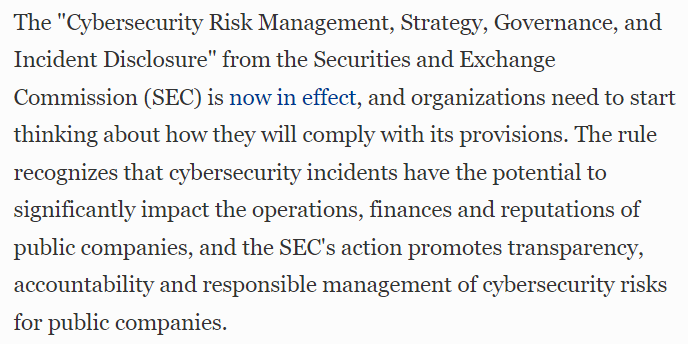 The "Cybersecurity Risk Management, Strategy, Governance, and
Incident Disclosure" from the Securities and Exchange
Commission (SEC) is now in effect, and organizations need to start
thinking about how they will comply with its provisions. The rule
recognizes that cybersecurity incidents have the potential to
significantly impact the operations, finances and reputations of
public companies, and the SEC's action promotes transparency,
accountability and responsible management of cybersecurity risks
for public companies.